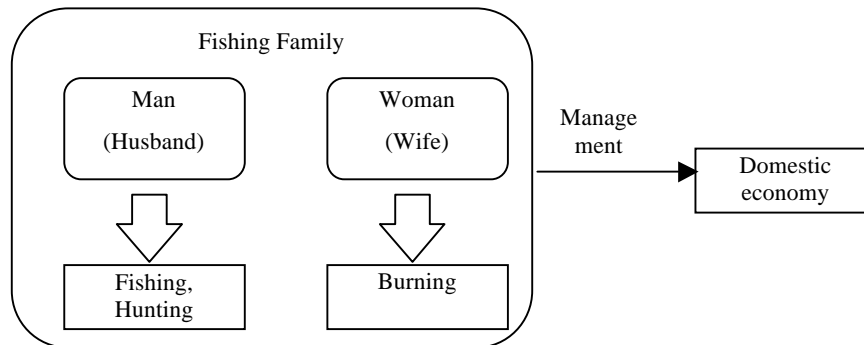 Fishing Family
Man
(Husband)
Woman
(Wife)
Manage
ment
Domestic
economy
Fishing,
Hunting
Burning